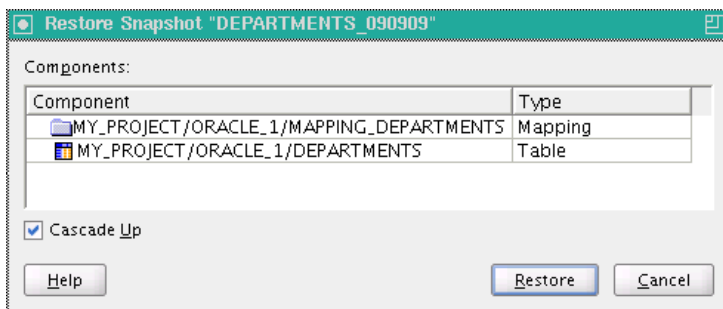 Restore Snapshot "DEPARTMENTS_090909"
Components:
Component Type
MY_PROJECT/ORACLE_1/MAPPING_DEPARTMENTS Mapping
MY_PROJECT/ORACLE_1/DEPARTMENTS Table
Cascade Up
Help Restore Cancel